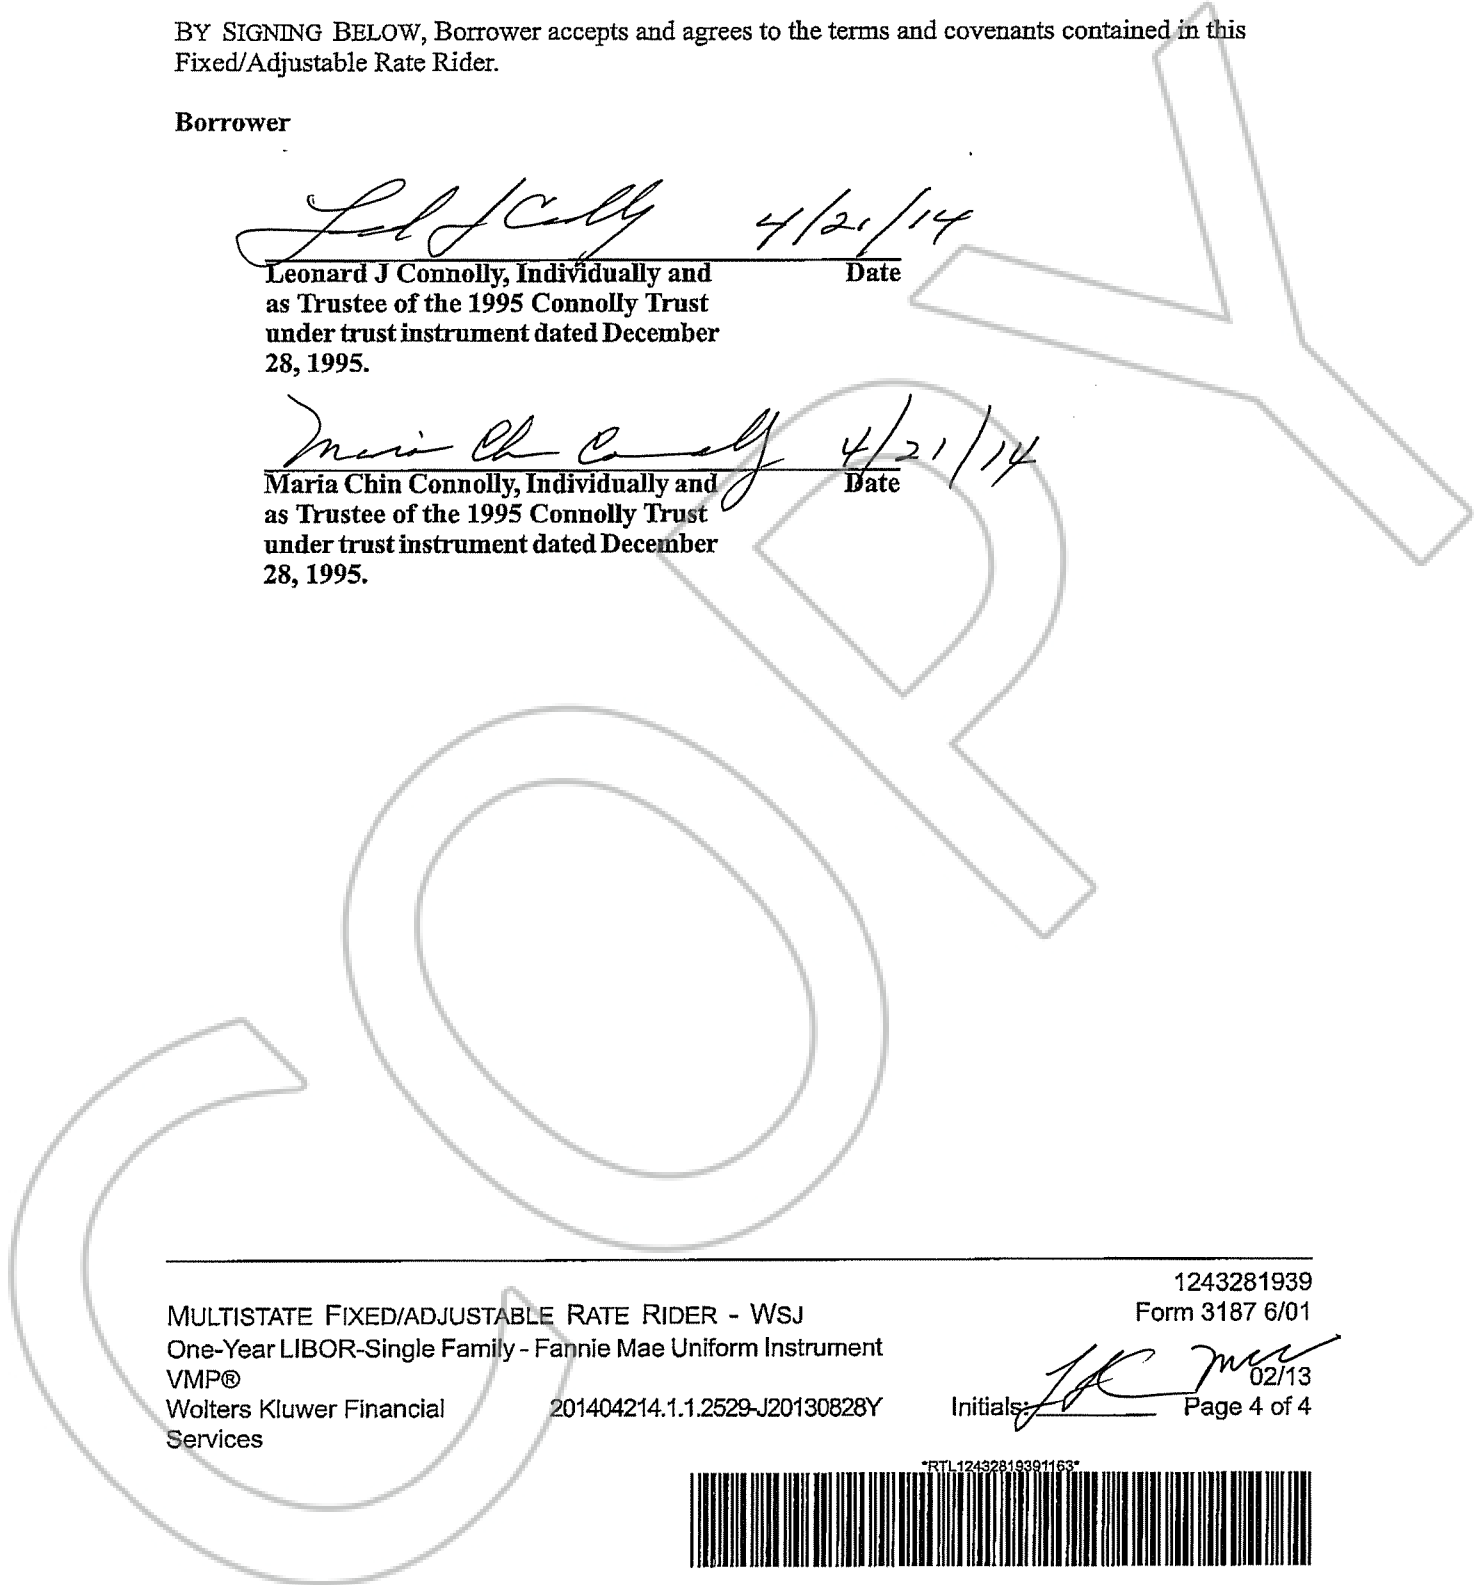 BY SIGNING BELOW, Borrower accepts and agrees to the terms and covenants contained in this
Fixed/Adjustable Rate Rider.
Borrower
4/21/14
Leonard J Connolly, Individually and Date
as Trustee of the 1995 Connolly Trust
under trust instrument dated December
28, 1995.
Maria Chin Connolly 4/21/14
Maria Chin Connolly, Individually and Date
as Trustee of the 1995 Connolly Trust
under trust instrument dated December
28, 1995.
COPY
1243281939
MULTISTATE FIXED/ADJUSTABLE RATE RIDER - WSJ Form 3187 6/01
One-Year LIBOR-Single Family - Fannie Mae Uniform Instrument
VMP® 02/13
Wolters Kluwer Financial 201404214.1.1.2529-J20130828Y Initials: LJC MCC Page 4 of 4
Services
*RTL12432819391163*